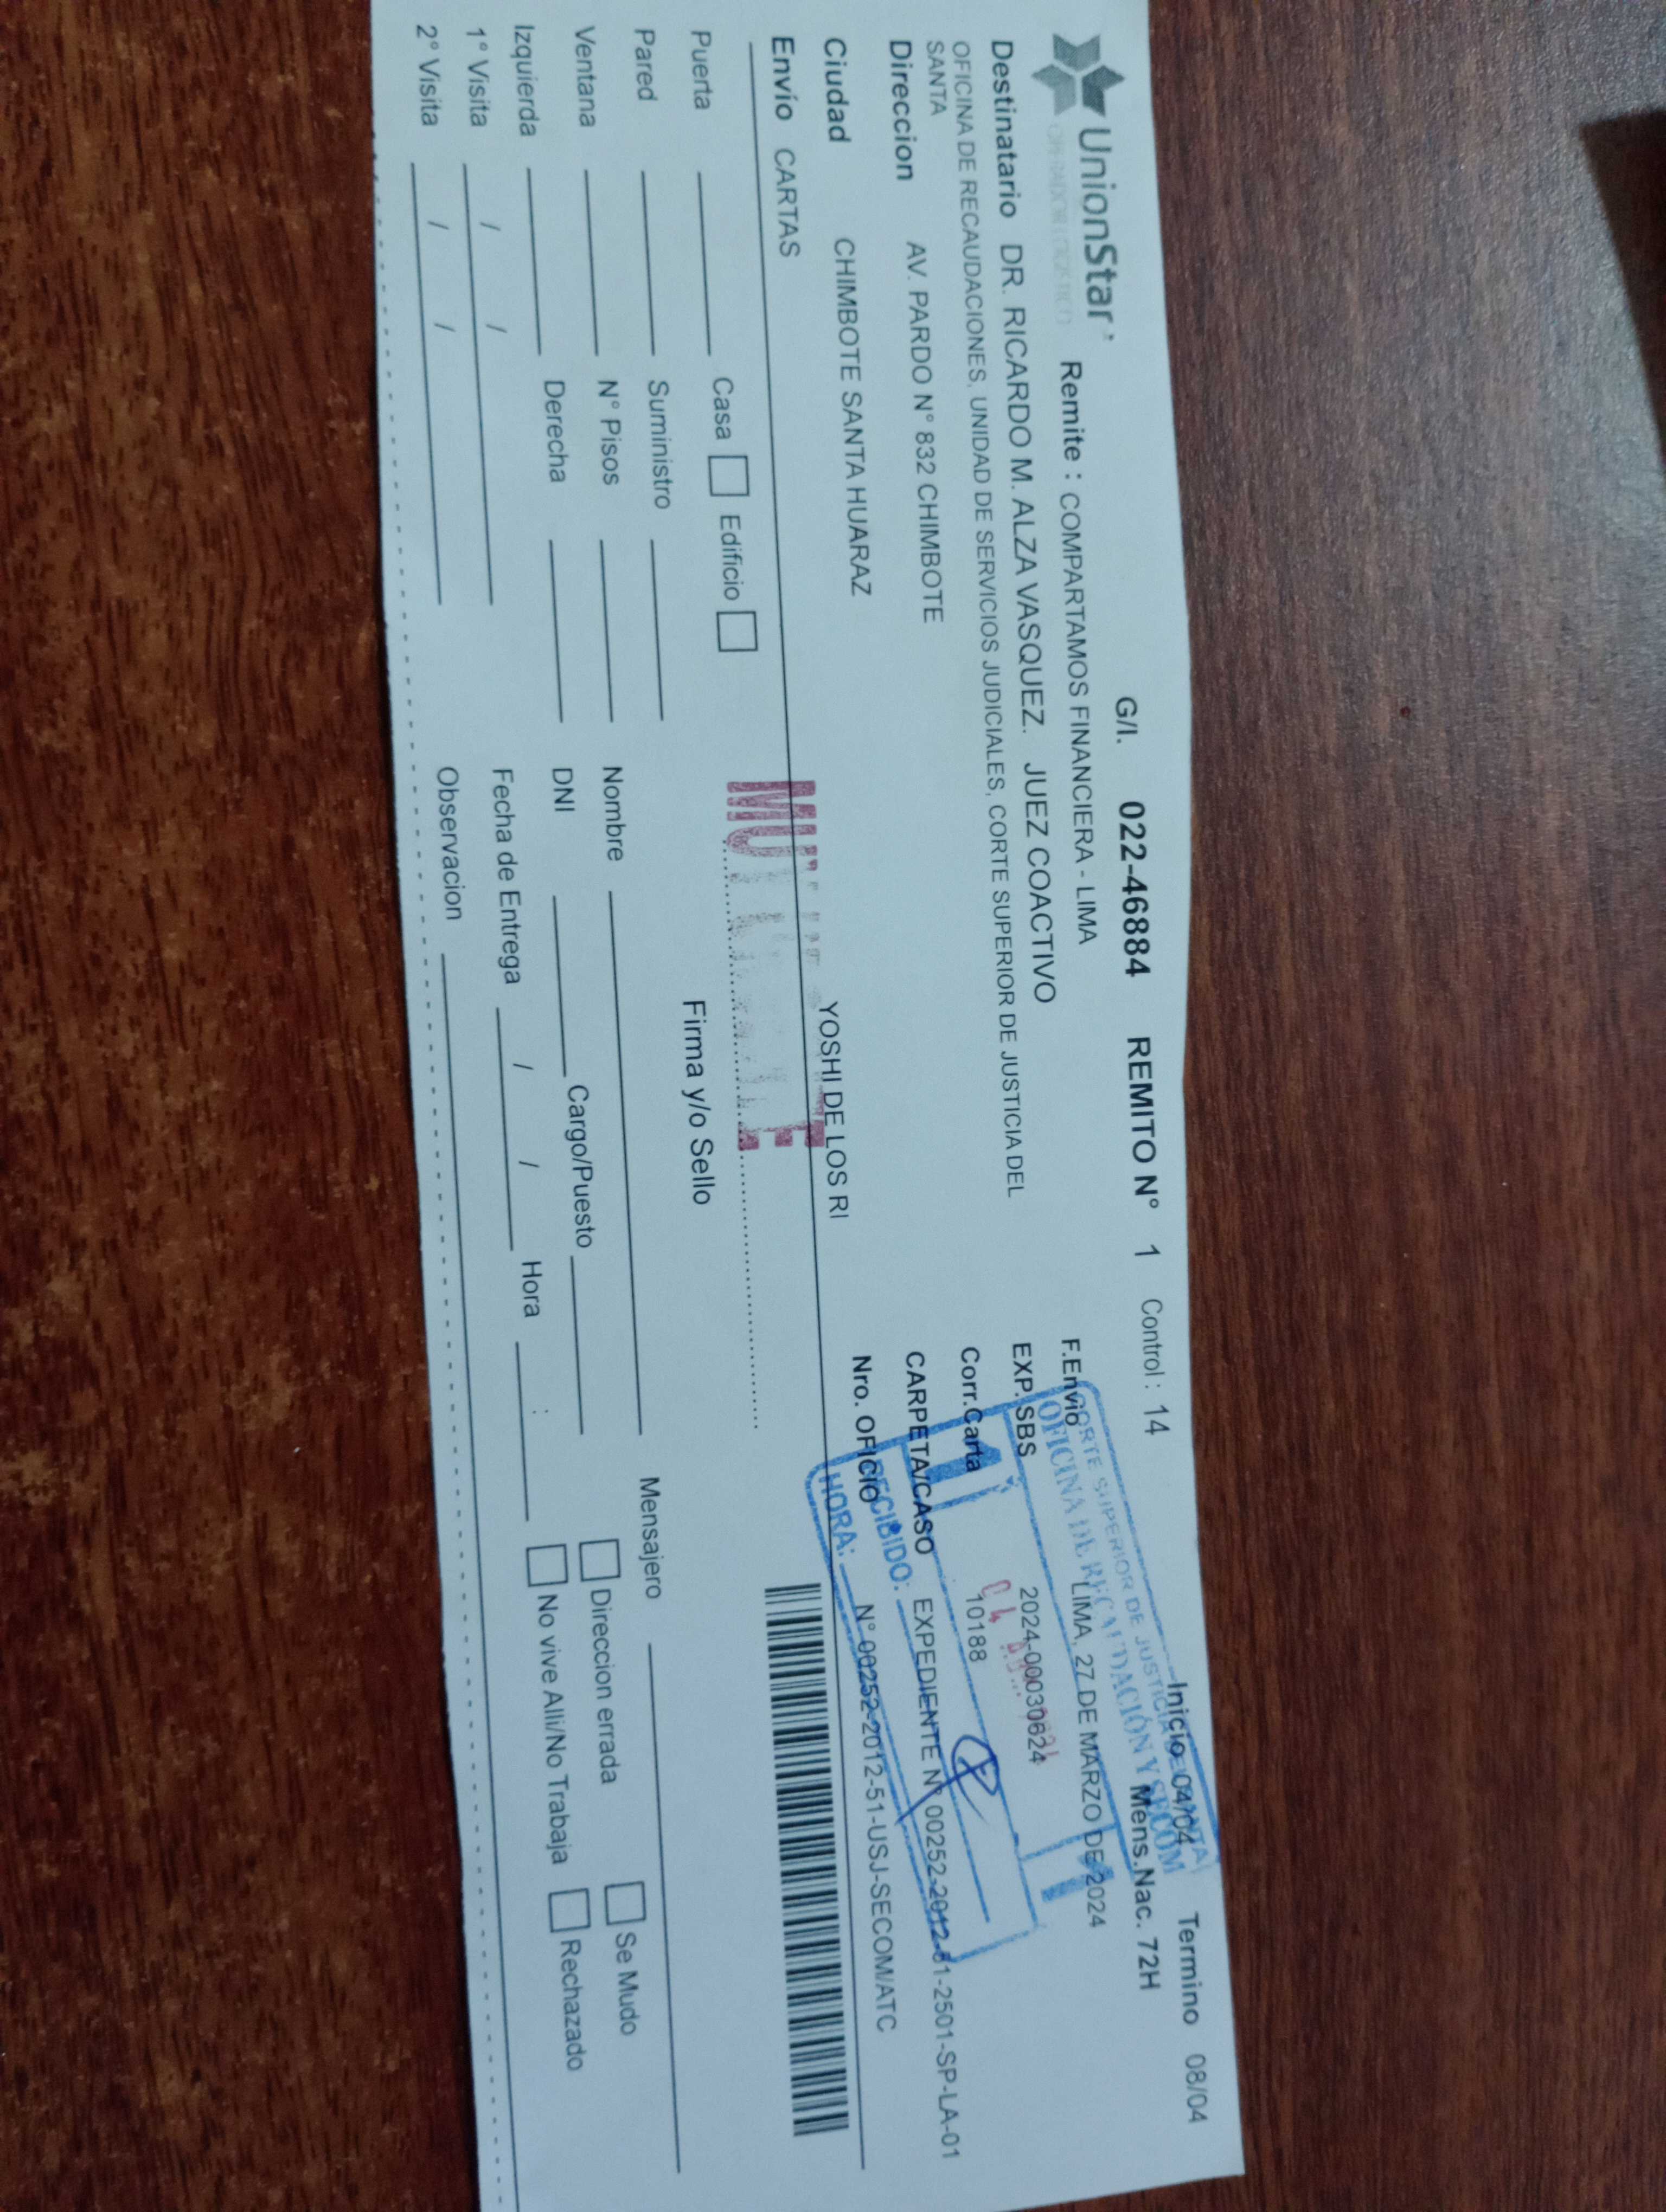 UnionStar
OPERADOR LOGISTICO
G/I. 022-46884 REMITO N° 1 Control : 14 Inicio 04/04 Termino 08/04
Mens.Nac. 72H
Remite : COMPARTAMOS FINANCIERA - LIMA
F.Envio LIMA, 27 DE MARZO DE 2024
Destinatario DR. RICARDO M. ALZA VASQUEZ. JUEZ COACTIVO
EXP. SBS 2024-00030624
OFICINA DE RECAUDACIONES, UNIDAD DE SERVICIOS JUDICIALES, CORTE SUPERIOR DE JUSTICIA DEL
SANTA
Corr.Carta 10188
Direccion AV. PARDO N° 832 CHIMBOTE
CARPETA/CASO EXPEDIENTE N° 00252-2012-51-2501-SP-LA-01
Ciudad CHIMBOTE SANTA HUARAZ
Nro. OFICIO N° 00252-2012-51-USJ-SECOM/ATC
YOSHI DE LOS RI
Envío CARTAS
CORTE SUPERIOR DE JUSTICIA
OFICINA DE RECAUDACIÓN Y SECOM
RECIBIDO:
HORA:
Puerta Casa Edificio
Pared Suministro
Ventana N° Pisos
Izquierda Derecha
1° Visita / /
2° Visita / /
Firma y/o Sello
Nombre
DNI Cargo/Puesto
Fecha de Entrega / / Hora :
Observacion
Mensajero
Direccion errada Se Mudo
No vive Alli/No Trabaja Rechazado